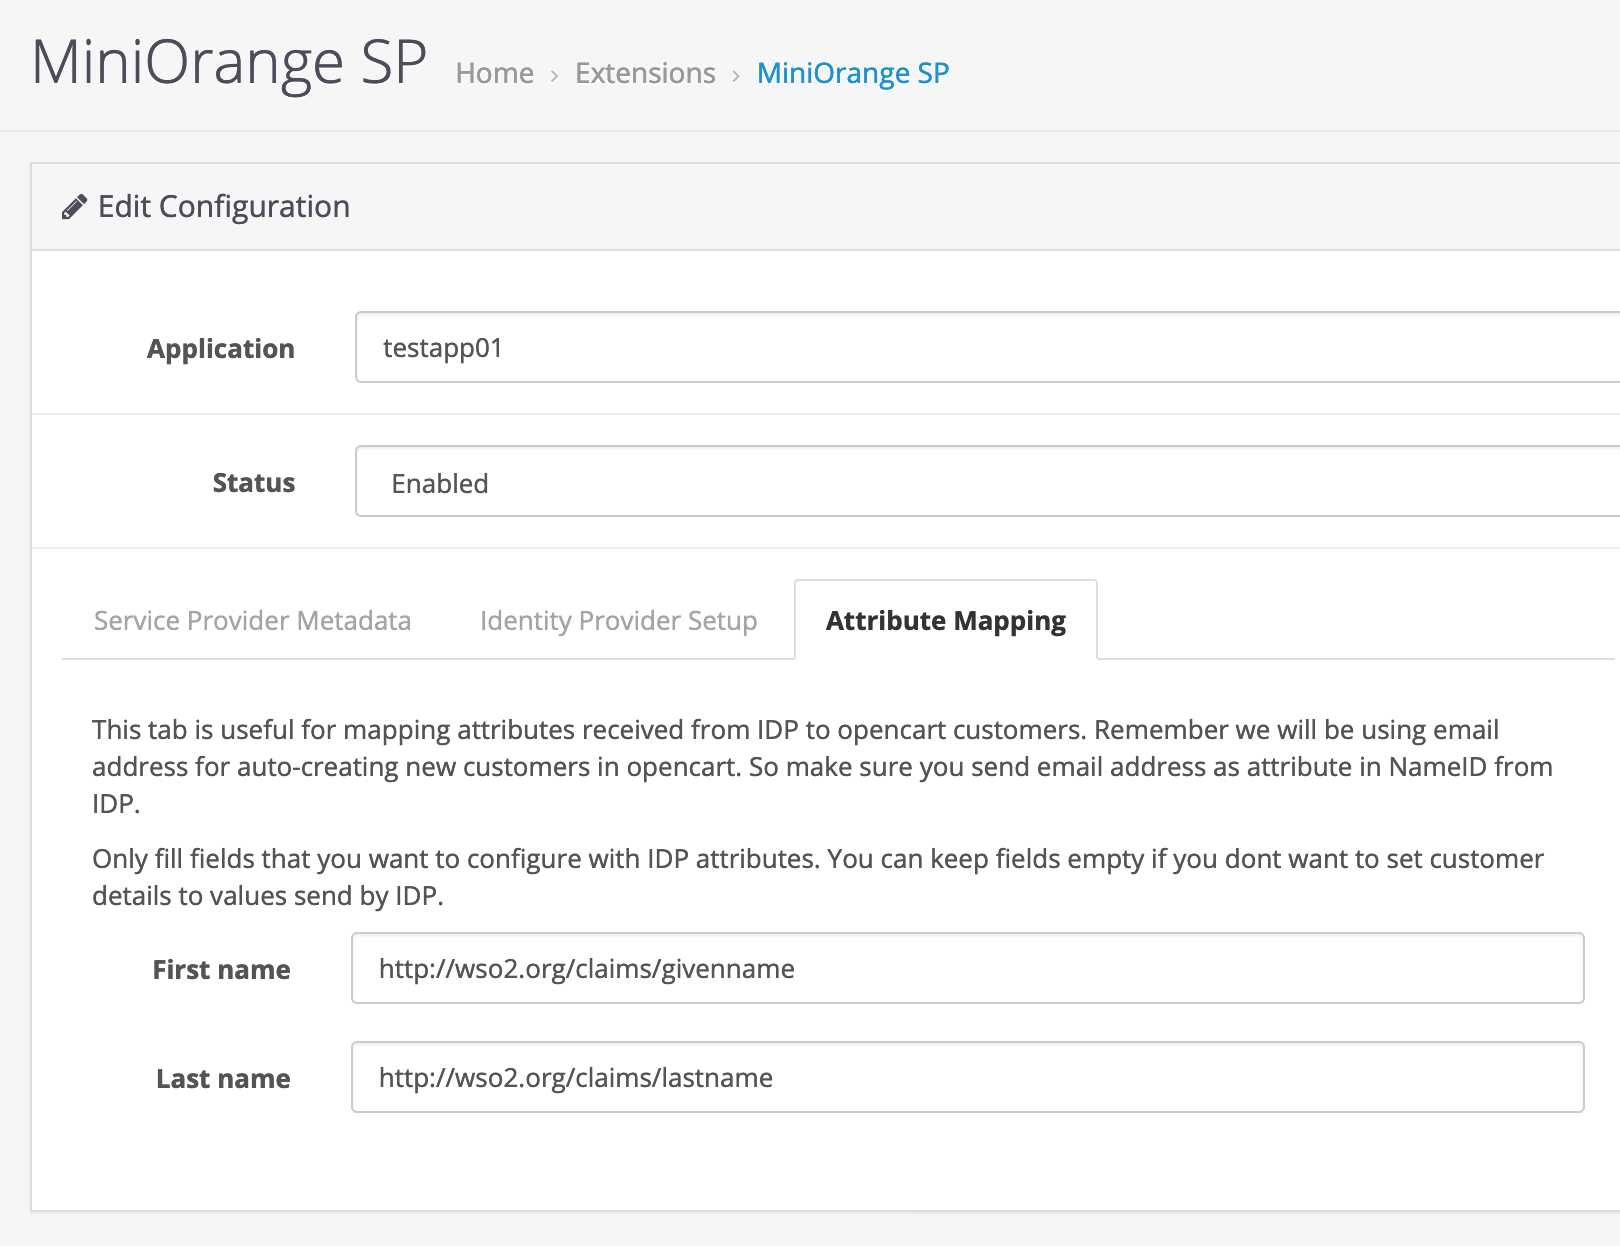 MiniOrange SP
Home › Extensions › MiniOrange SP
Edit Configuration
Application
testapp01
Status
Enabled
Service Provider Metadata
Identity Provider Setup
Attribute Mapping
This tab is useful for mapping attributes received from IDP to opencart customers. Remember we will be using email
address for auto-creating new customers in opencart. So make sure you send email address as attribute in NameID from
IDP.
Only fill fields that you want to configure with IDP attributes. You can keep fields empty if you dont want to set customer
details to values send by IDP.
First name
http://wso2.org/claims/givenname
Last name
http://wso2.org/claims/lastname